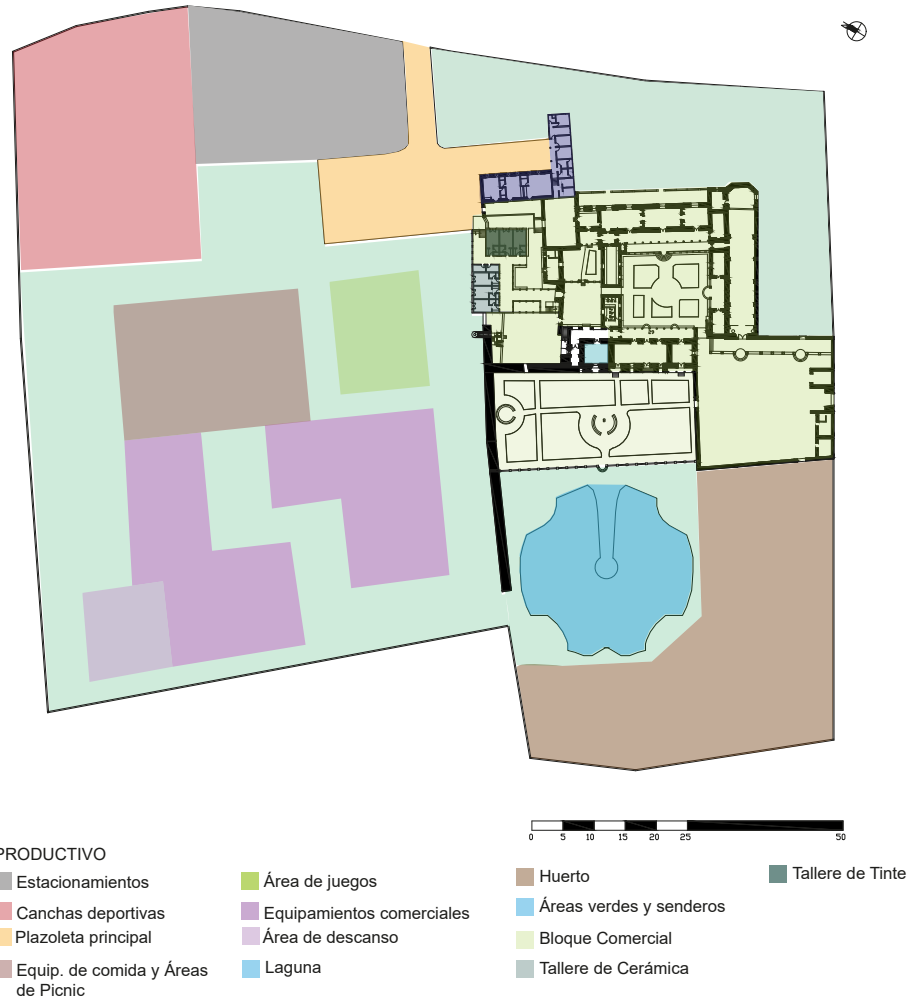 0 5 10 15 20 25 50
PRODUCTIVO
Estacionamientos
Canchas deportivas
Plazoleta principal
Equip. de comida y Áreas
de Picnic
Área de juegos
Equipamientos comerciales
Área de descanso
Laguna
Huerto
Áreas verdes y senderos
Bloque Comercial
Tallere de Cerámica
Tallere de Tinte